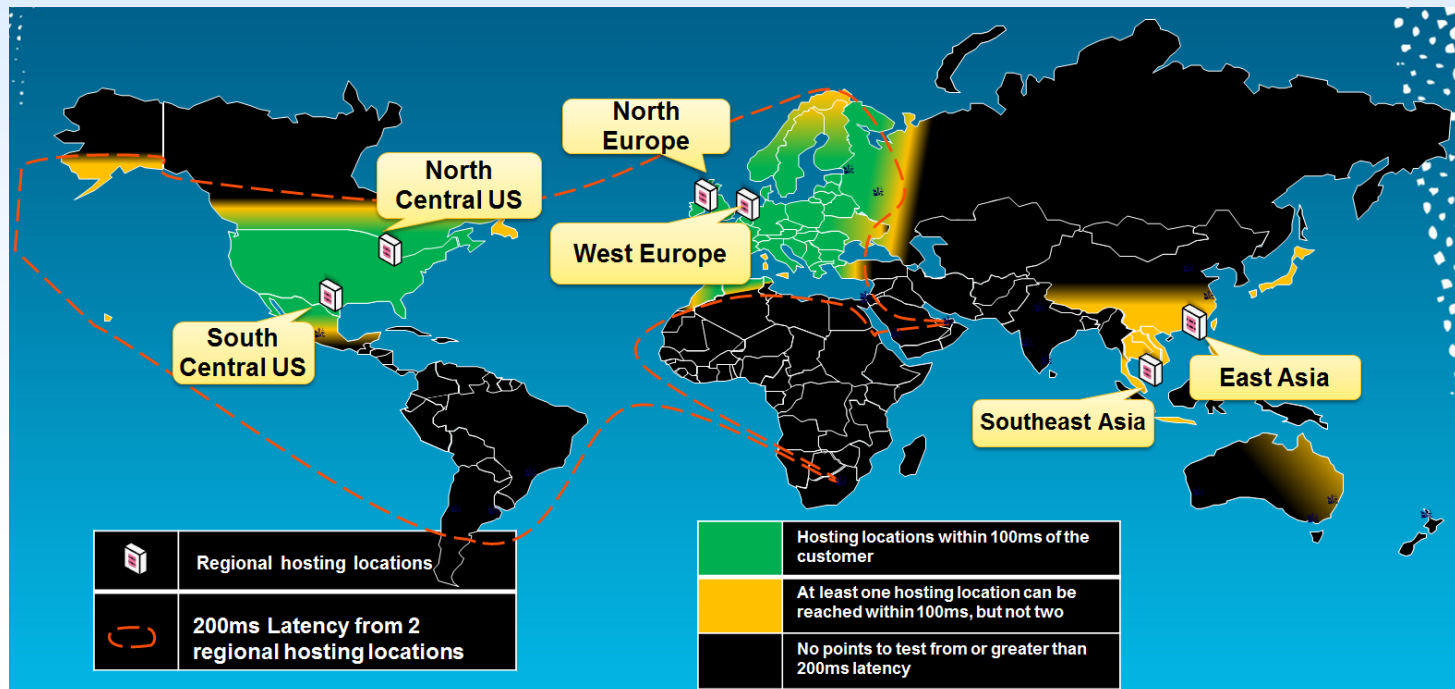 North
Europe
North
Central US
West Europe
South
Central US
East Asia
Southeast Asia
Regional hosting locations
200ms Latency from 2
regional hosting locations
Hosting locations within 100ms of the
customer
At least one hosting location can be
reached within 100ms, but not two
No points to test from or greater than
200ms latency